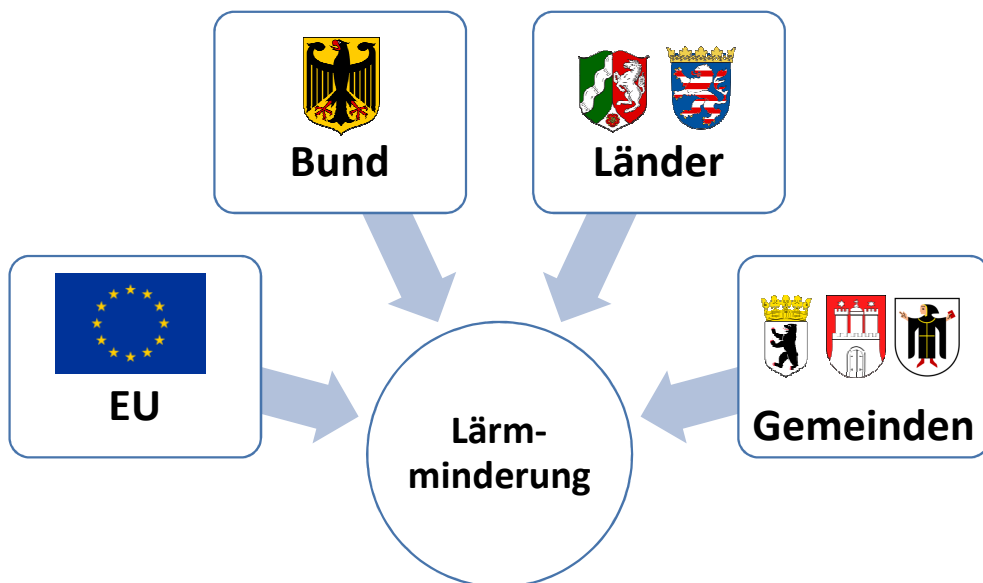 Bund
Länder
EU
Gemeinden
Lärm-
minderung